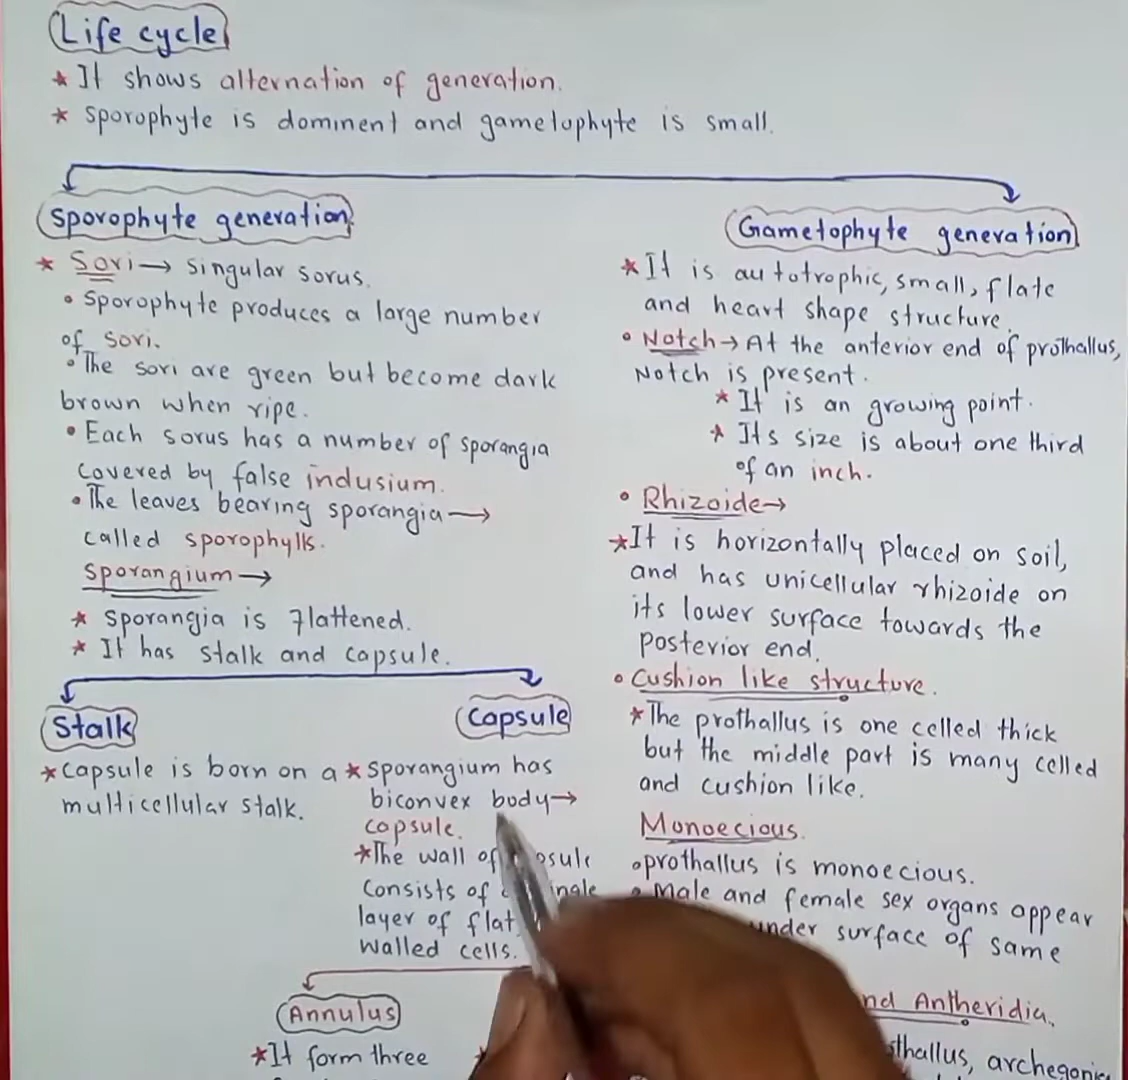 Life cycle
* It shows alternation of generation.
* Sporophyte is dominent and gametophyte is small.
Sporophyte generation
* Sori → singular sorus.
• Sporophyte produces a large number
of sori.
• The sori are green but become dark
brown when ripe.
• Each sorus has a number of sporangia
covered by false indusium.
• The leaves bearing sporangia →
called sporophylls.
Sporangium →
* Sporangia is flattened.
* It has stalk and capsule.
Stalk
* Capsule is born on a
multicellular stalk.
Capsule
* Sporangium has
biconvex body →
capsule.
* The wall of
consists of
layer of flat
walled cells.
Annulus
* It form three
Gametophyte generation
* It is autotrophic, small, flate
and heart shape structure.
• Notch → At the anterior end of prothallus,
Notch is present.
* It is an growing point.
* Its size is about one third
of an inch.
• Rhizoide →
* It is horizontally placed on soil,
and has unicellular rhizoide on
its lower surface towards the
posterior end.
• Cushion like structure.
* The prothallus is one celled thick
but the middle part is many celled
and cushion like.
Monoecious.
• prothallus is monoecious.
• Male and female sex organs appear
under surface of same
and Antheridia.